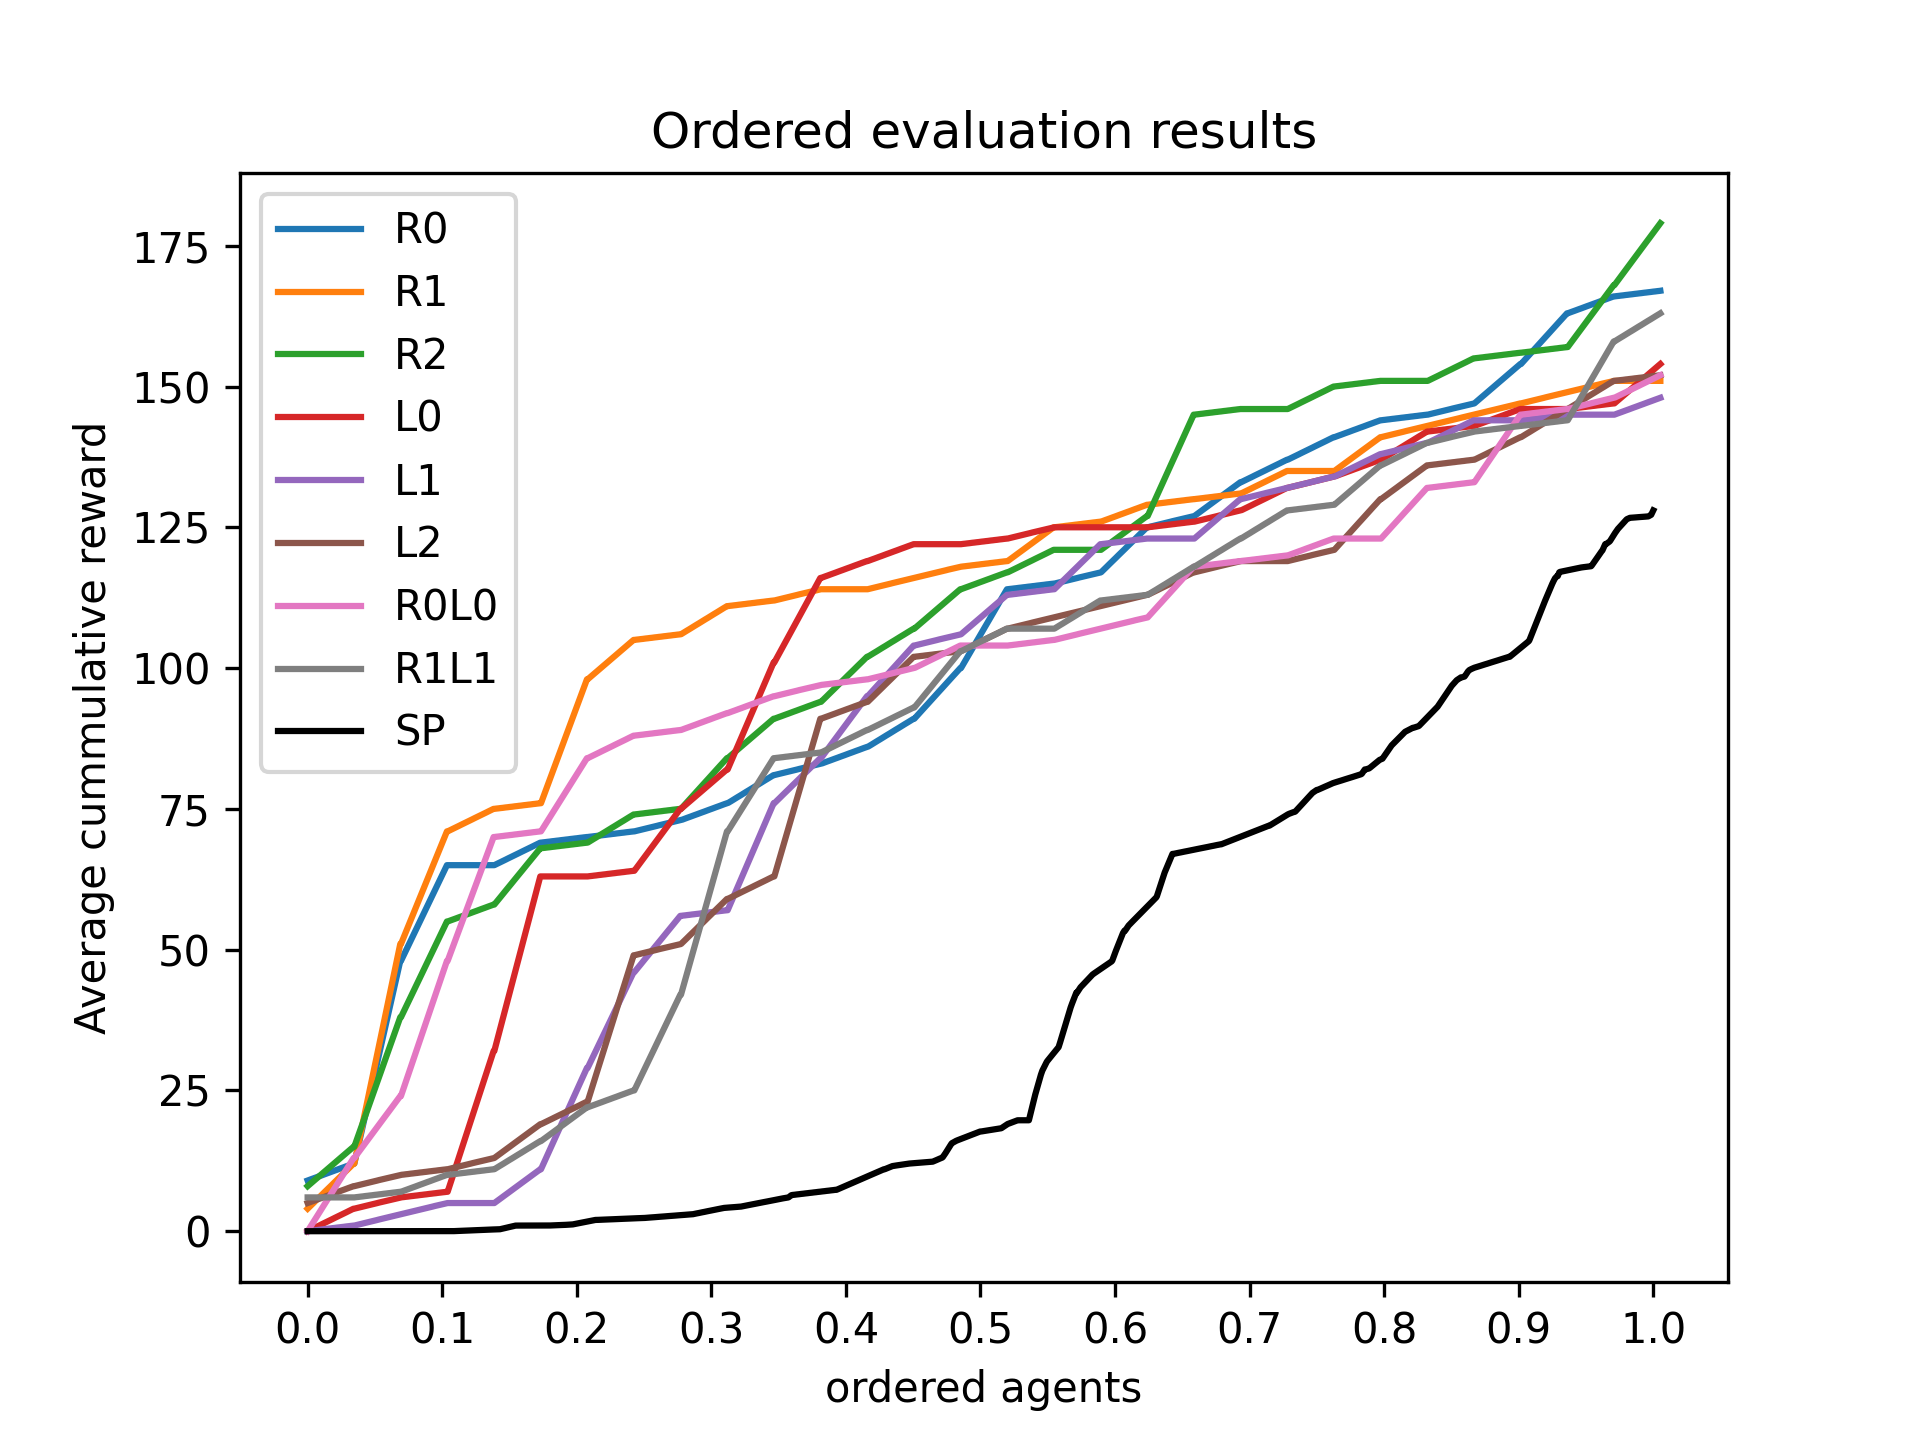 Ordered evaluation results
R0
R1
R2
L0
L1
L2
R0L0
R1L1
SP
Average cummulative reward
175
150
125
100
75
50
25
0
0.0 0.1 0.2 0.3 0.4 0.5 0.6 0.7 0.8 0.9 1.0
ordered agents